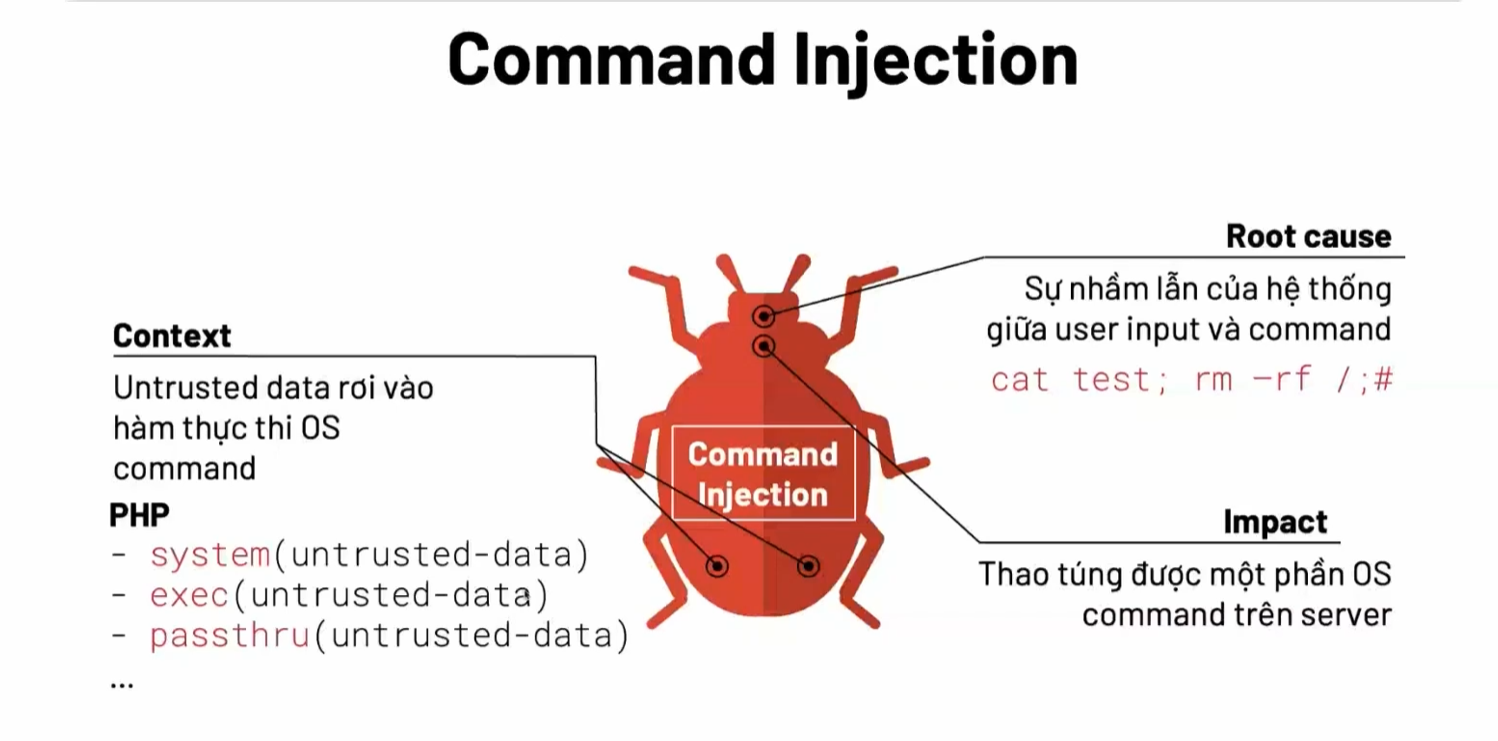 Command Injection
Context
Untrusted data rơi vào
hàm thực thi OS
command
PHP
- system(untrusted-data)
- exec(untrusted-data)
- passthru(untrusted-data)
...
Command
Injection
Root cause
Sự nhầm lẫn của hệ thống
giữa user input và command
cat test; rm –rf /;#
Impact
Thao túng được một phần OS
command trên server